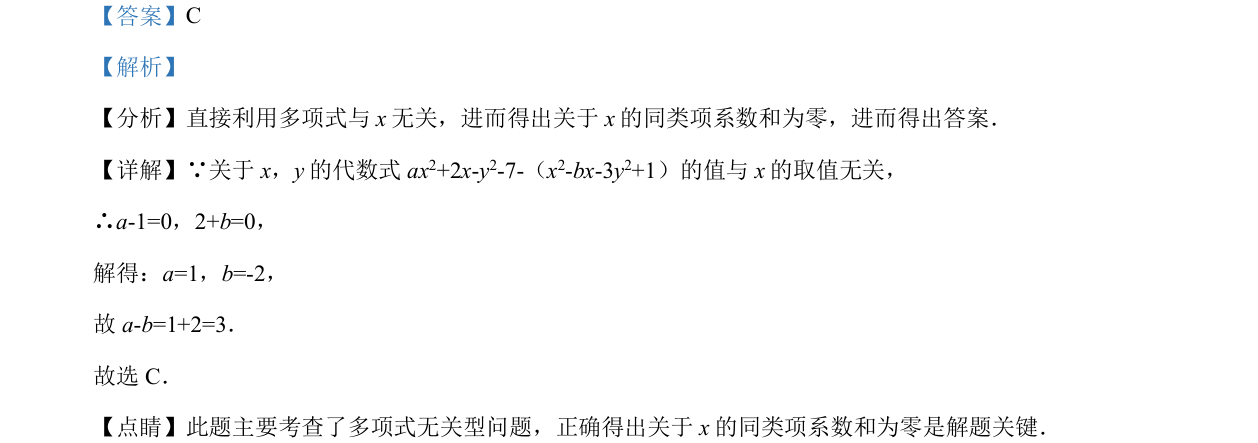 【答案】C
【解析】
【分析】直接利用多项式与 x 无关，进而得出关于 x 的同类项系数和为零，进而得出答案．
【详解】∵关于 x，y 的代数式 ax²+2x-y²-7-（x²-bx-3y²+1）的值与 x 的取值无关，
∴a-1=0，2+b=0，
解得：a=1，b=-2，
故 a-b=1+2=3．
故选 C．
【点睛】此题主要考查了多项式无关型问题，正确得出关于 x 的同类项系数和为零是解题关键．